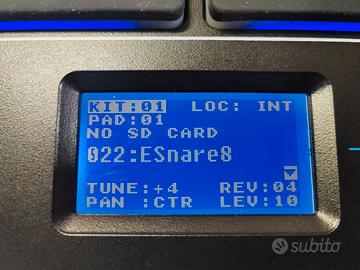 KIT:01 LOC: INT
PAD:01
NO SD CARD
022:ESnare8
TUNE:+4 REV:04
PAN :CTR LEV:10
subito